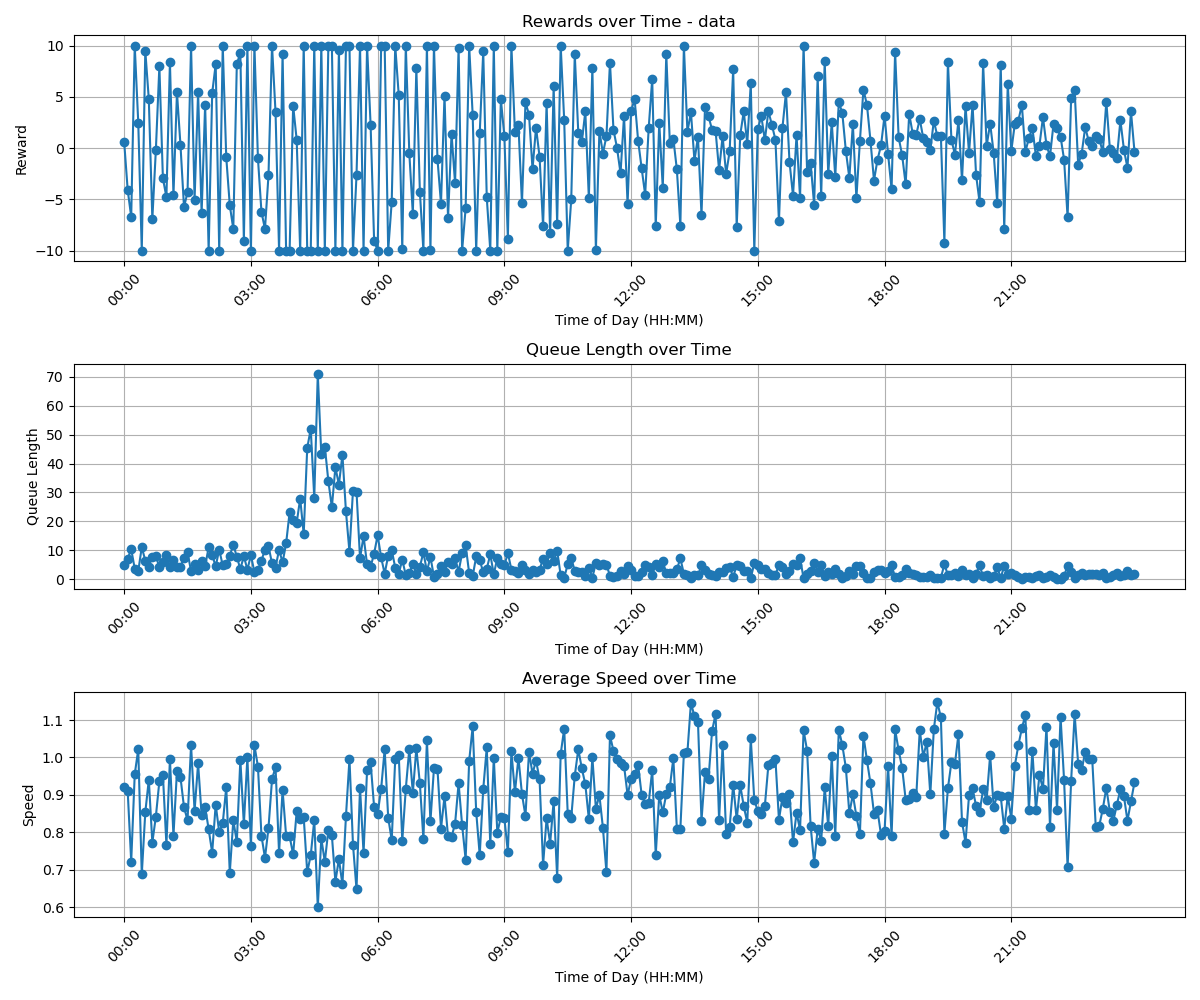 Rewards over Time - data
10
5
0
−5
−10
Reward
00:00 03:00 06:00 09:00 12:00 15:00 18:00 21:00
Time of Day (HH:MM)
Queue Length over Time
70
60
50
40
30
20
10
0
Queue Length
00:00 03:00 06:00 09:00 12:00 15:00 18:00 21:00
Time of Day (HH:MM)
Average Speed over Time
1.1
1.0
0.9
0.8
0.7
0.6
Speed
00:00 03:00 06:00 09:00 12:00 15:00 18:00 21:00
Time of Day (HH:MM)